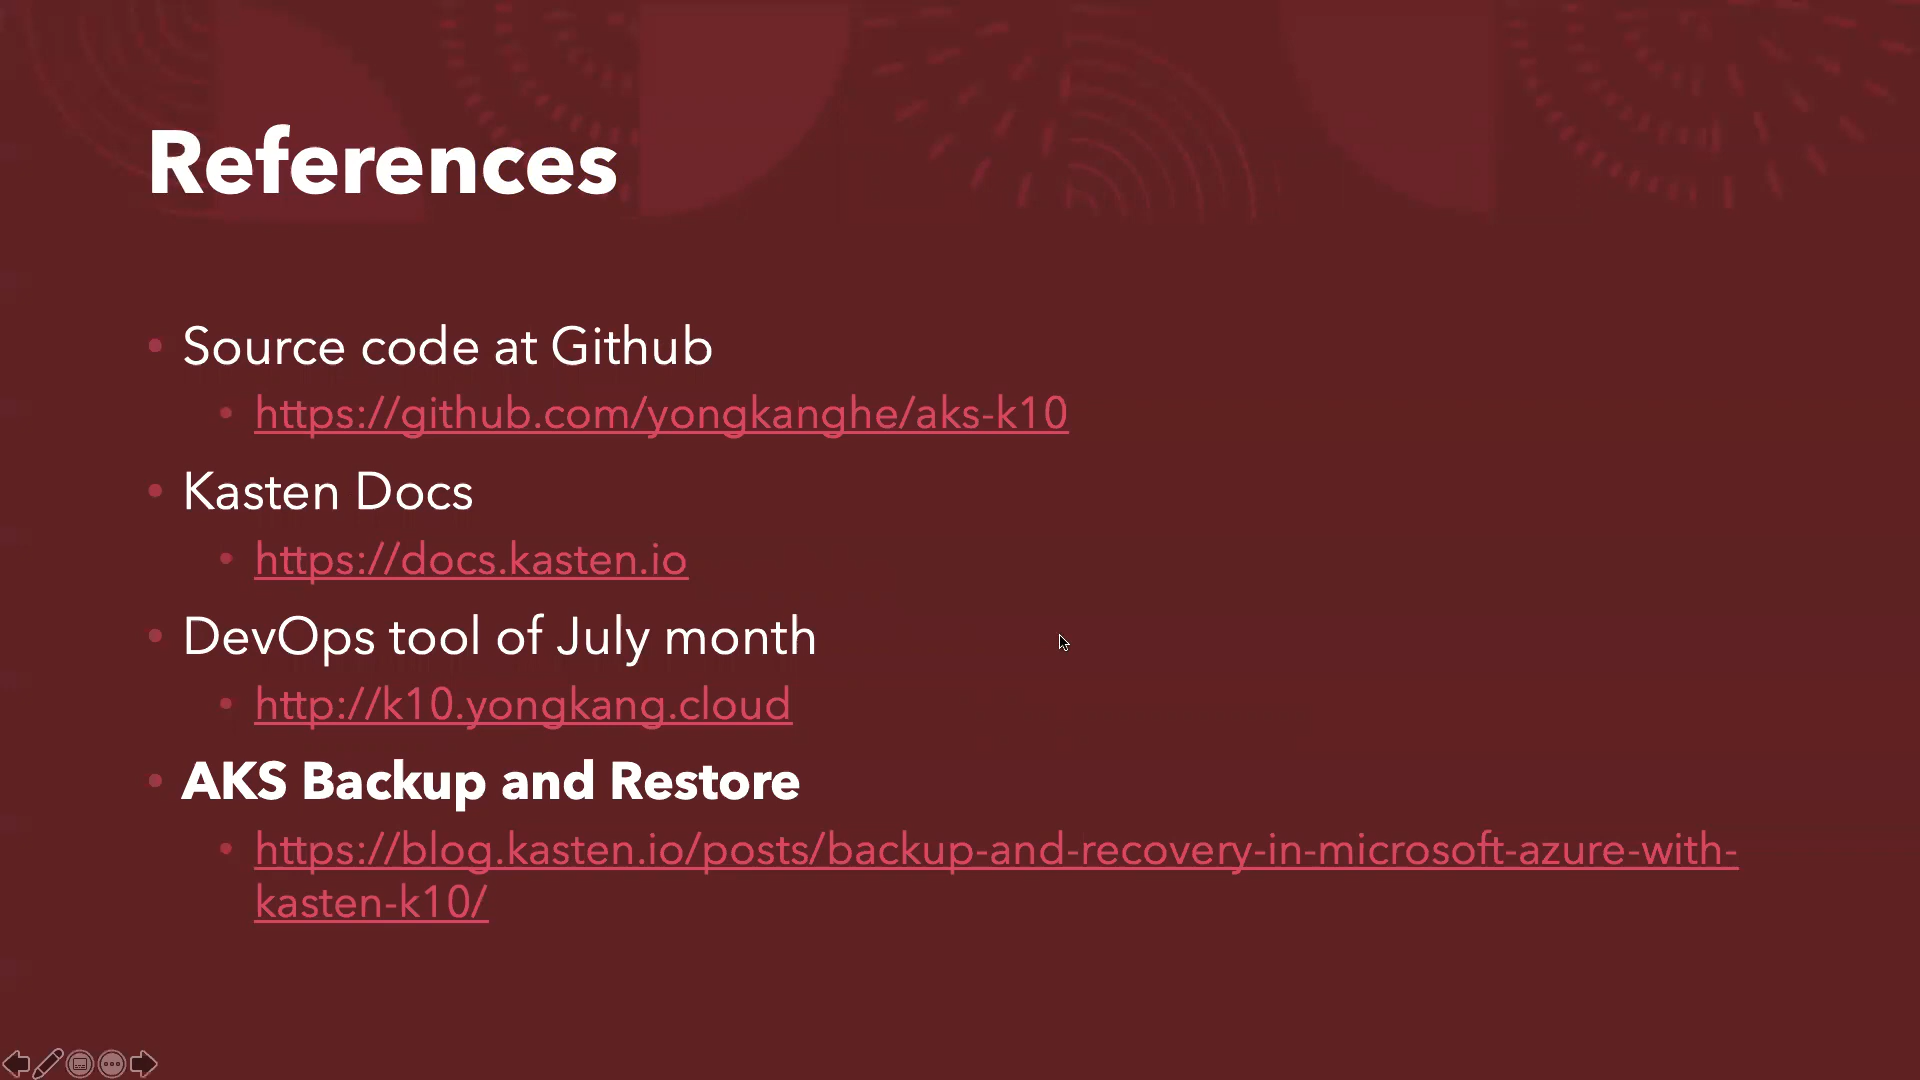 References
Source code at Github
https://github.com/yongkanghe/aks-k10
Kasten Docs
https://docs.kasten.io
DevOps tool of July month
http://k10.yongkang.cloud
AKS Backup and Restore
https://blog.kasten.io/posts/backup-and-recovery-in-microsoft-azure-with-
kasten-k10/